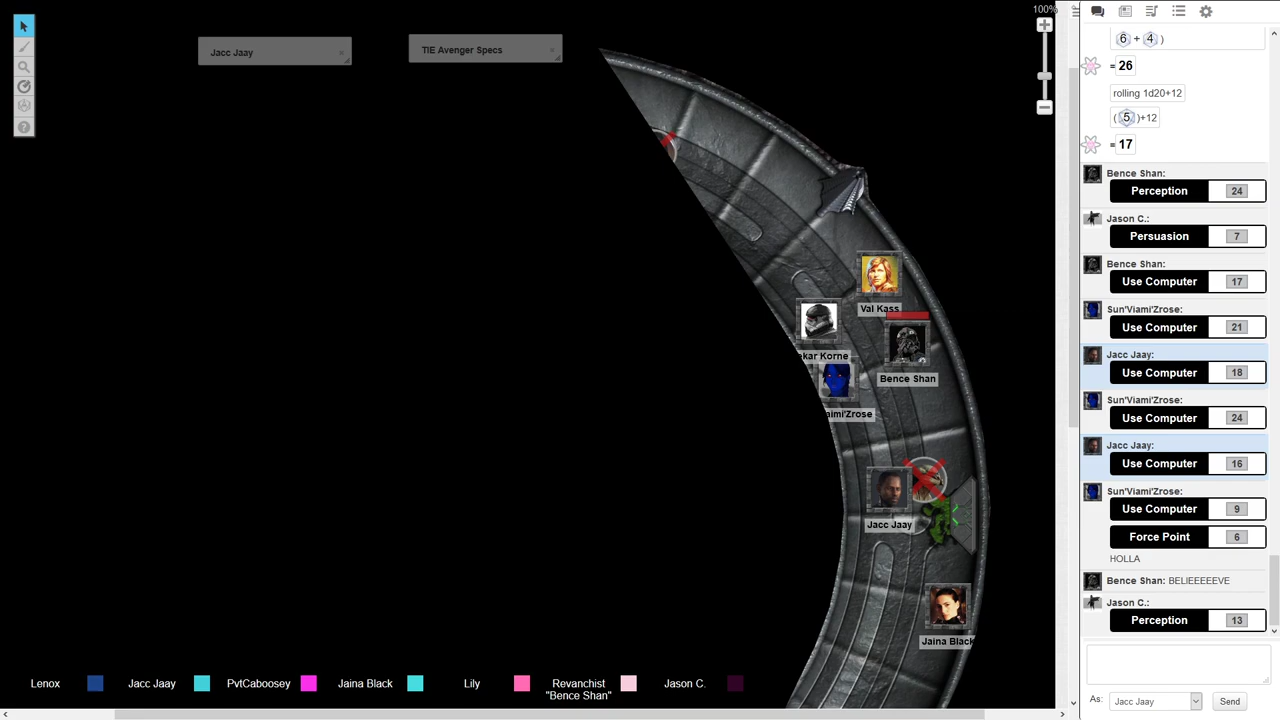 100%
Jacc Jaay
TIE Avenger Specs
6 + 4 )
= 26
rolling 1d20+12
( 5 )+12
= 17
Bence Shan:
Perception 24
Jason C.:
Persuasion 7
Bence Shan:
Use Computer 17
Sun'Viami'Zrose:
Use Computer 21
Jacc Jaay:
Use Computer 18
Sun'Viami'Zrose:
Use Computer 24
Jacc Jaay:
Use Computer 16
Sun'Viami'Zrose:
Use Computer 9
Force Point 6
HOLLA
Bence Shan: BELIEEEEEVE
Jason C.:
Perception 13
As: Jacc Jaay Send
Val Kass
ekar Korne
Bence Shan
iami'Zrose
Jacc Jaay
Jaina Black
Lenox
Jacc Jaay
PvtCaboosey
Jaina Black
Lily
Revanchist
"Bence Shan"
Jason C.